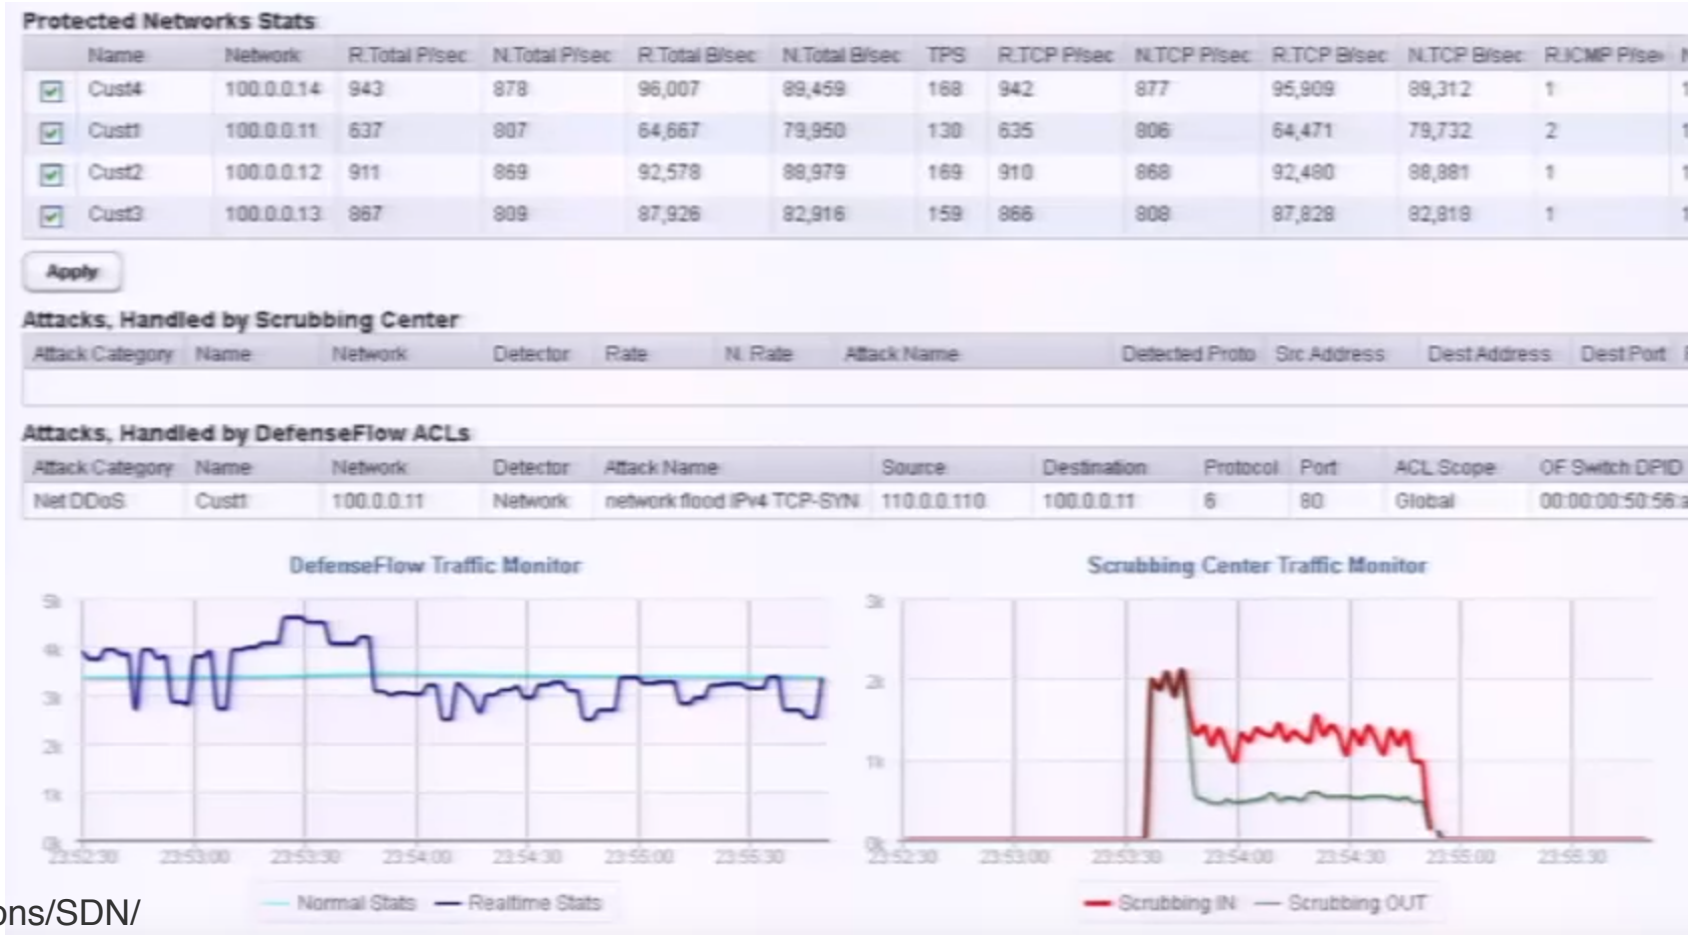 Protected Networks Stats
Name Network R.Total P/sec N.Total P/sec R.Total B/sec N.Total B/sec TPS R.TCP P/sec N.TCP P/sec R.TCP B/sec N.TCP B/sec R.ICMP P/sec
Cust4 100.0.0.14 943 878 96,007 89,459 168 942 877 95,909 89,312 1
Cust1 100.0.0.11 637 807 64,667 79,950 130 635 806 64,471 79,732 2
Cust2 100.0.0.12 911 869 92,578 88,979 169 910 868 92,480 88,881 1
Cust3 100.0.0.13 867 809 87,926 82,916 159 866 808 87,828 82,818 1
Apply
Attacks, Handled by Scrubbing Center
Attack Category Name Network Detector Rate N. Rate Attack Name Detected Proto Src Address Dest Address Dest Port
Attacks, Handled by DefenseFlow ACLs
Attack Category Name Network Detector Attack Name Source Destination Protocol Port ACL Scope OF Switch DPID
Net DDoS Cust1 100.0.0.11 Network network flood IPv4 TCP-SYN 110.0.0.110 100.0.0.11 6 80 Global 00:00:00:50:56:a
DefenseFlow Traffic Monitor
5k
4k
3k
2k
1k
0k
23:52:30 23:53:00 23:53:30 23:54:00 23:54:30 23:55:00 23:55:30
Normal Stats Realtime Stats
Scrubbing Center Traffic Monitor
3k
2k
1k
0k
23:52:30 23:53:00 23:53:30 23:54:00 23:54:30 23:55:00 23:55:30
Scrubbing IN Scrubbing OUT
ons/SDN/